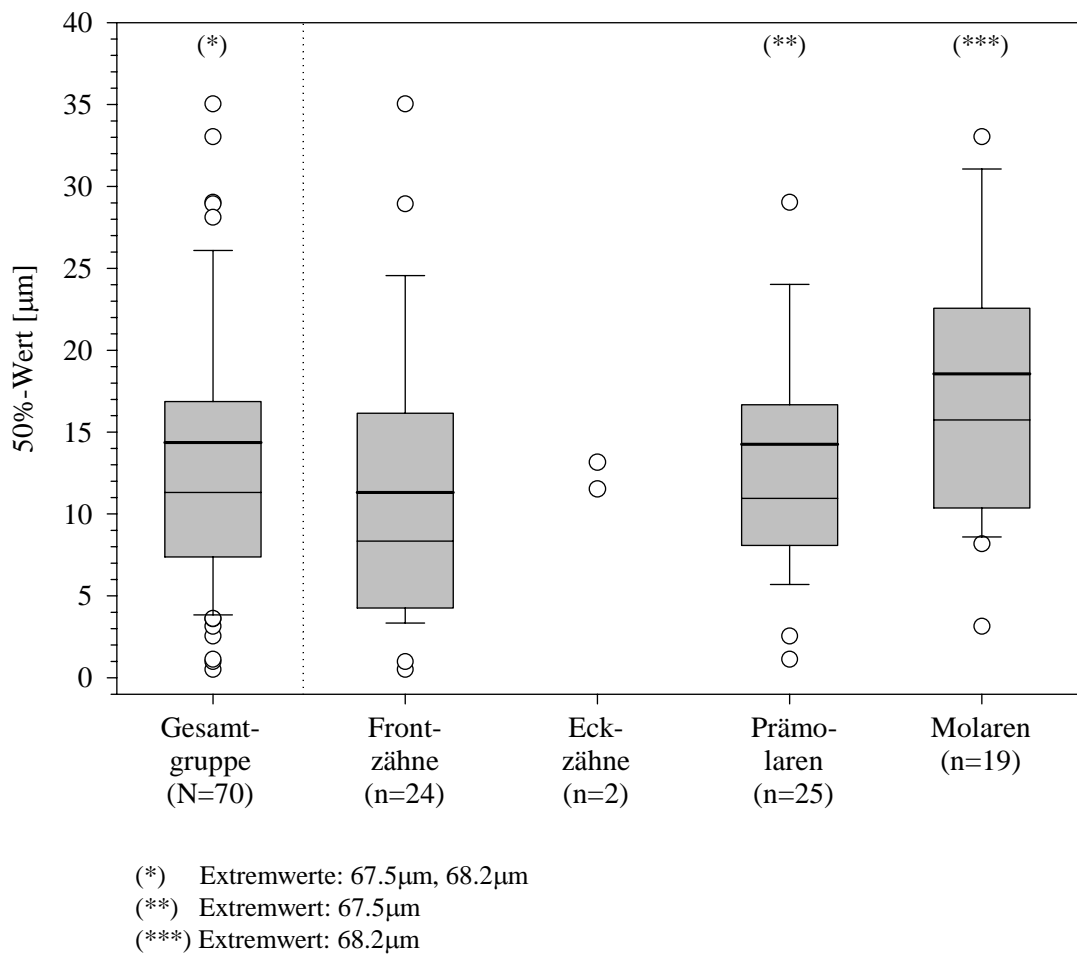 40
(*)
(**)
(***)
35
30
25
20
15
10
5
0
50%-Wert [μm]
Gesamt-
gruppe
(N=70)
Front-
zähne
(n=24)
Eck-
zähne
(n=2)
Prämo-
laren
(n=25)
Molaren
(n=19)
(*) Extremwerte: 67.5μm, 68.2μm
(**) Extremwert: 67.5μm
(***) Extremwert: 68.2μm